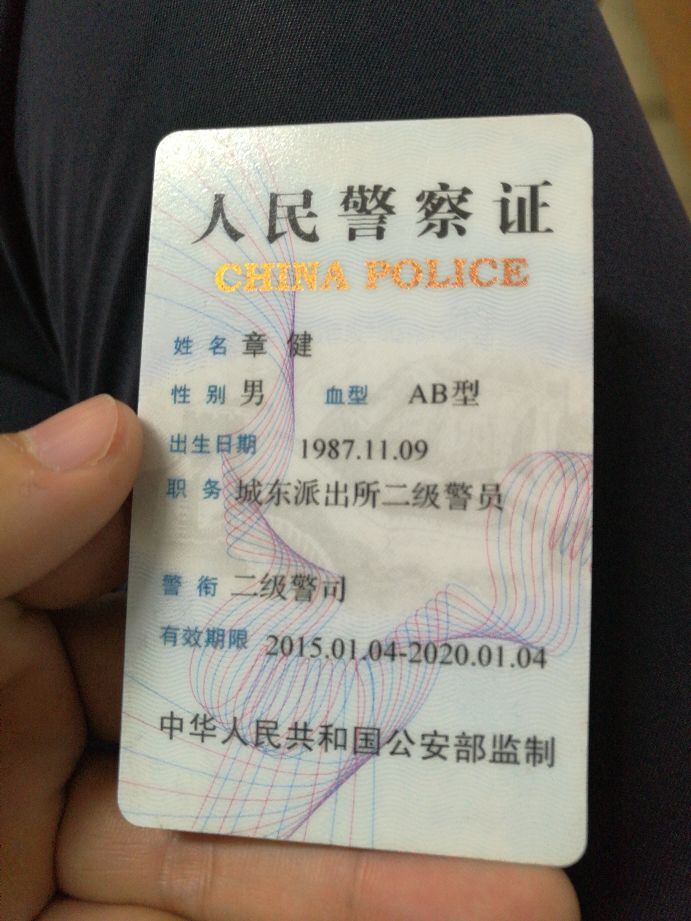 人民警察证
CHINA POLICE
姓 名 章 健
性 别 男 血型 AB型
出生日期 1987.11.09
职 务 城东派出所二级警员
警 衔 二级警司
有效期限 2015.01.04-2020.01.04
中华人民共和国公安部监制